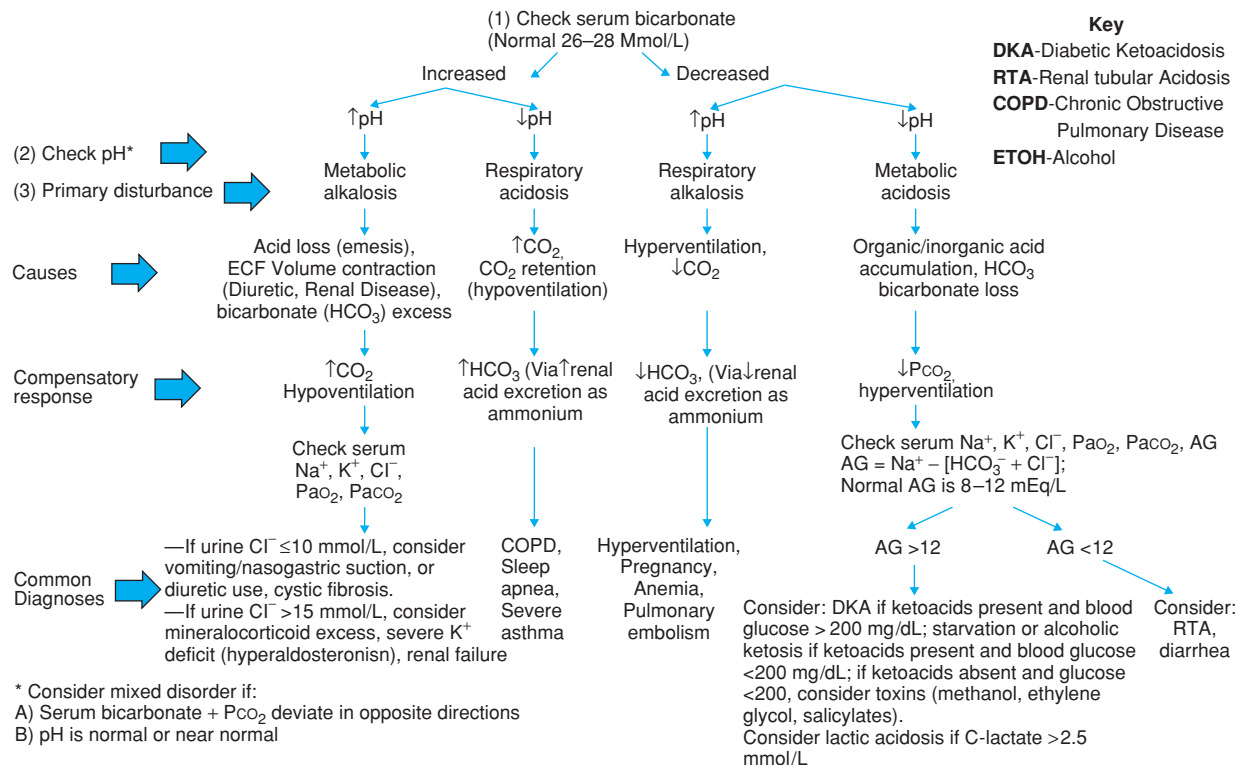 (1) Check serum bicarbonate
(Normal 26–28 Mmol/L)
Key
DKA-Diabetic Ketoacidosis
RTA-Renal tubular Acidosis
COPD-Chronic Obstructive
Pulmonary Disease
ETOH-Alcohol
Increased
Decreased
(2) Check pH*
↑pH
↓pH
↑pH
↓pH
(3) Primary disturbance
Metabolic
alkalosis
Respiratory
acidosis
Respiratory
alkalosis
Metabolic
acidosis
Causes
Acid loss (emesis),
ECF Volume contraction
(Diuretic, Renal Disease),
bicarbonate (HCO3) excess
↑CO2,
CO2 retention
(hypoventilation)
Hyperventilation,
↓CO2
Organic/inorganic acid
accumulation, HCO3
bicarbonate loss
Compensatory
response
↑CO2
Hypoventilation
↑HCO3 (Via↑renal
acid excretion as
ammonium
↓HCO3, (Via↓renal
acid excretion as
ammonium
↓PCO2,
hyperventilation
Check serum
Na+, K+, Cl−,
PaO2, PaCO2
Check serum Na+, K+, Cl−, PaO2, PaCO2, AG
AG = Na+ – [HCO3− + Cl−];
Normal AG is 8–12 mEq/L
AG >12
AG <12
Common
Diagnoses
—If urine Cl− ≤10 mmol/L, consider
vomiting/nasogastric suction, or
diuretic use, cystic fibrosis.
—If urine Cl− >15 mmol/L, consider
mineralocorticoid excess, severe K+
deficit (hyperaldosteronisn), renal failure
COPD,
Sleep
apnea,
Severe
asthma
Hyperventilation,
Pregnancy,
Anemia,
Pulmonary
embolism
Consider: DKA if ketoacids present and blood
glucose > 200 mg/dL; starvation or alcoholic
ketosis if ketoacids present and blood glucose
<200 mg/dL; if ketoacids absent and glucose
<200, consider toxins (methanol, ethylene
glycol, salicylates).
Consider lactic acidosis if C-lactate >2.5
mmol/L
Consider:
RTA,
diarrhea
* Consider mixed disorder if:
A) Serum bicarbonate + PCO2 deviate in opposite directions
B) pH is normal or near normal